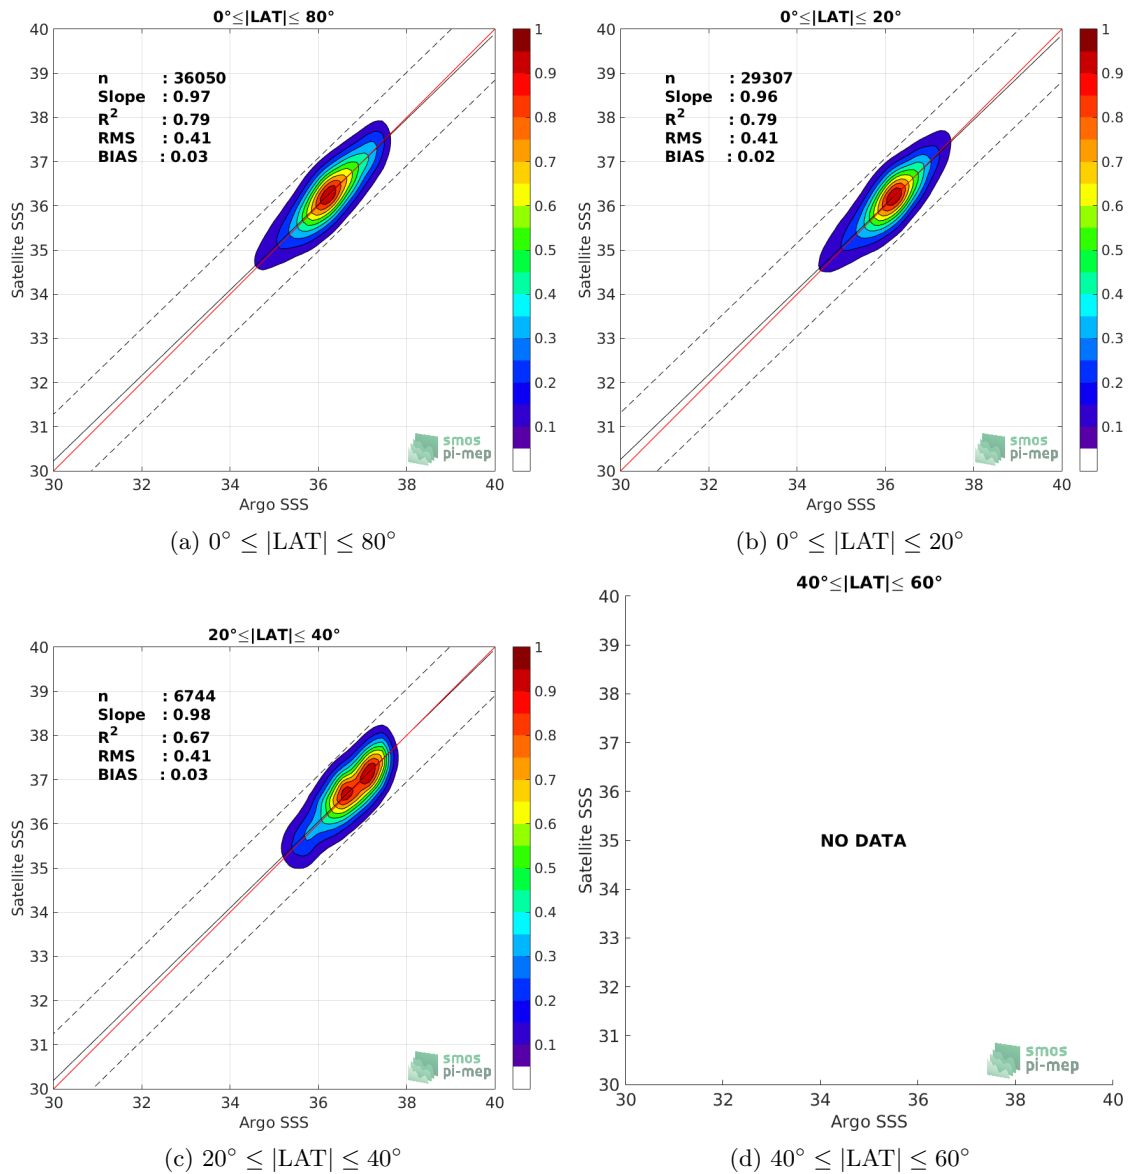 0°≤|LAT|≤ 80°
40
39
38
37
36
35
34
33
32
31
30
Satellite SSS
n : 36050
Slope : 0.97
R² : 0.79
RMS : 0.41
BIAS : 0.03
smos
pi-mep
30 32 34 36 38 40
Argo SSS
1
0.9
0.8
0.7
0.6
0.5
0.4
0.3
0.2
0.1
(a) 0° ≤ |LAT| ≤ 80°
0°≤|LAT|≤ 20°
40
39
38
37
36
35
34
33
32
31
30
Satellite SSS
n : 29307
Slope : 0.96
R² : 0.79
RMS : 0.41
BIAS : 0.02
smos
pi-mep
30 32 34 36 38 40
Argo SSS
1
0.9
0.8
0.7
0.6
0.5
0.4
0.3
0.2
0.1
(b) 0° ≤ |LAT| ≤ 20°
20°≤|LAT|≤ 40°
40
39
38
37
36
35
34
33
32
31
30
Satellite SSS
n : 6744
Slope : 0.98
R² : 0.67
RMS : 0.41
BIAS : 0.03
smos
pi-mep
30 32 34 36 38 40
Argo SSS
1
0.9
0.8
0.7
0.6
0.5
0.4
0.3
0.2
0.1
(c) 20° ≤ |LAT| ≤ 40°
40°≤|LAT|≤ 60°
40
39
38
37
36
35
34
33
32
31
30
Satellite SSS
NO DATA
smos
pi-mep
30 32 34 36 38 40
Argo SSS
(d) 40° ≤ |LAT| ≤ 60°